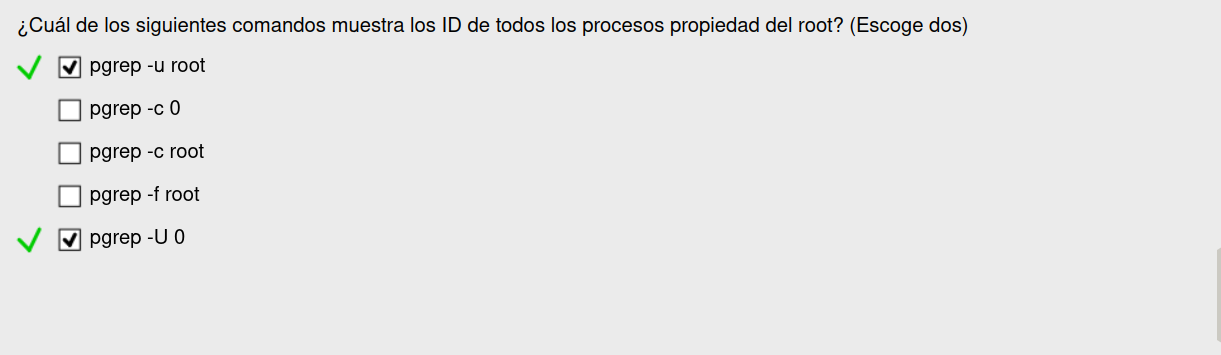 ¿Cuál de los siguientes comandos muestra los ID de todos los procesos propiedad del root? (Escoge dos)
pgrep -u root
pgrep -c 0
pgrep -c root
pgrep -f root
pgrep -U 0